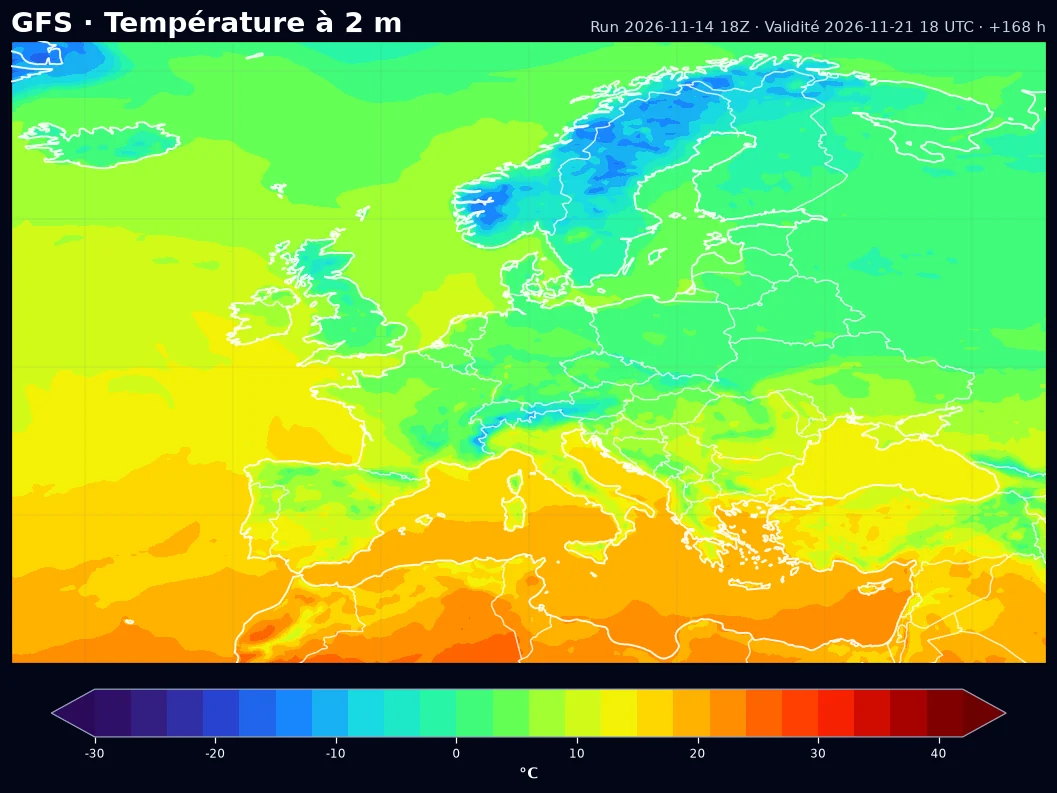 GFS · Température à 2 m
Run 2026-11-14 18Z · Validité 2026-11-21 18 UTC · +168 h
-30 -20 -10 0 10 20 30 40
°C